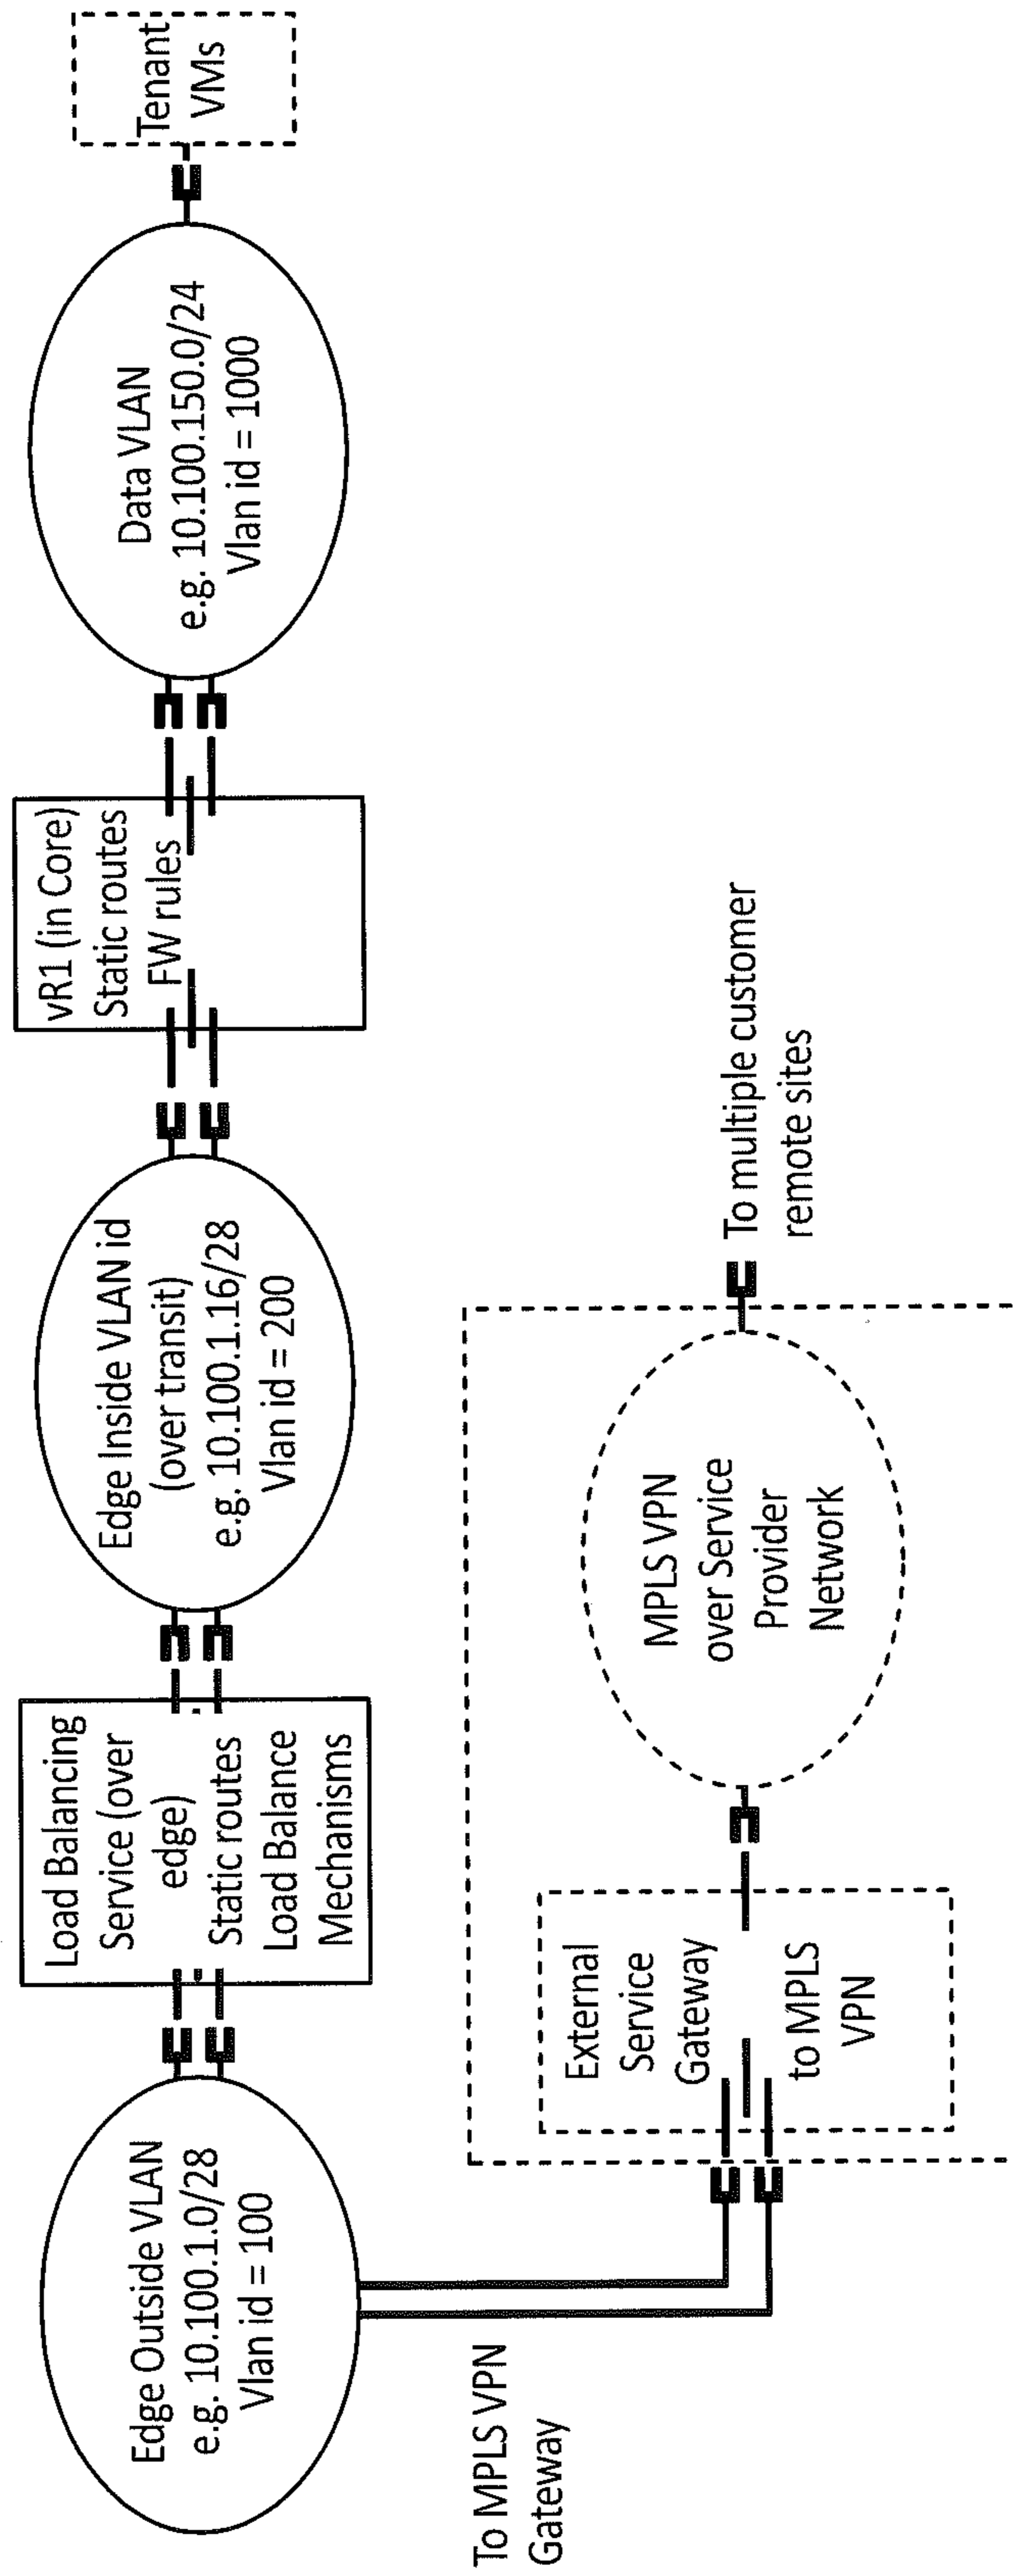 Edge Outside VLAN
e.g. 10.100.1.0/28
Vlan id = 100
Load Balancing
Service (over
edge)
Static routes
Load Balance
Mechanisms
Edge Inside VLAN id
(over transit)
e.g. 10.100.1.16/28
Vlan id = 200
vR1 (in Core)
Static routes
FW rules
Data VLAN
e.g. 10.100.150.0/24
Vlan id = 1000
Tenant
VMs
To MPLS VPN
Gateway
External
Service
Gateway
to MPLS
VPN
MPLS VPN
over Service
Provider
Network
To multiple customer
remote sites